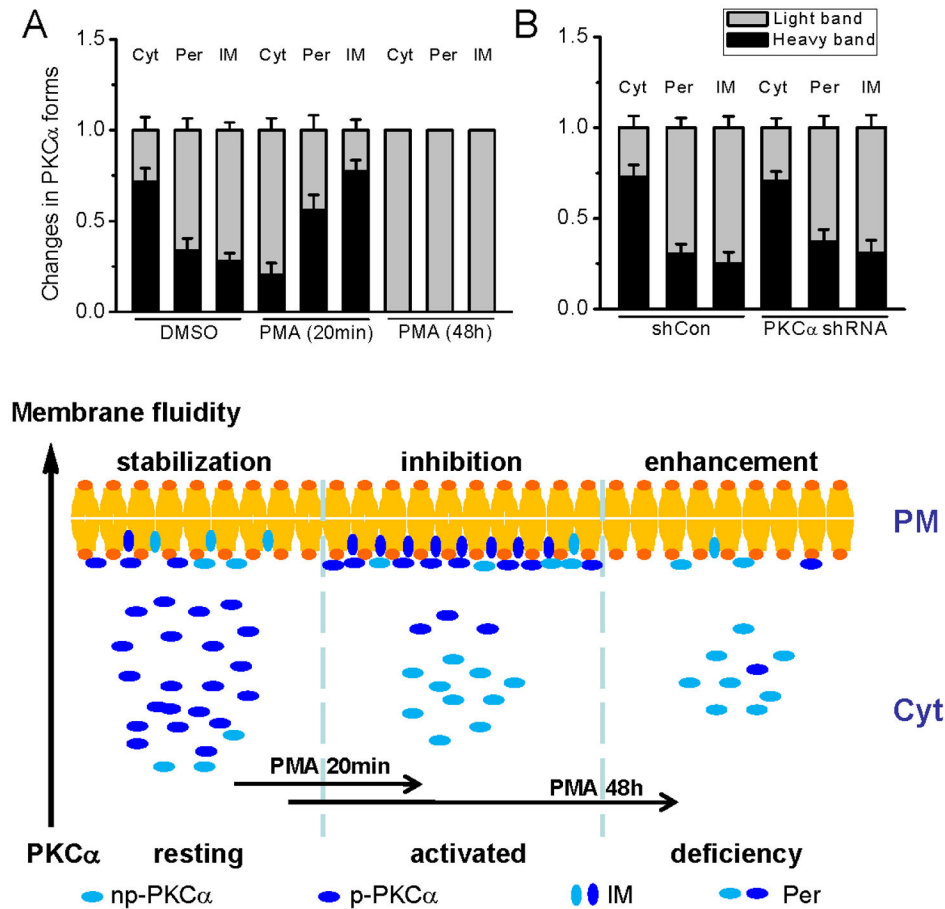 A
B
Light band
Heavy band
Changes in PKCα forms
1.5
1.0
0.5
0.0
Cyt Per IM Cyt Per IM Cyt Per IM
DMSO PMA (20min) PMA (48h)
1.5
1.0
0.5
0.0
Cyt Per IM Cyt Per IM
shCon PKCα shRNA
Membrane fluidity
stabilization inhibition enhancement
PM
Cyt
PMA 20min
PMA 48h
PKCα resting activated deficiency
np-PKCα p-PKCα IM Per